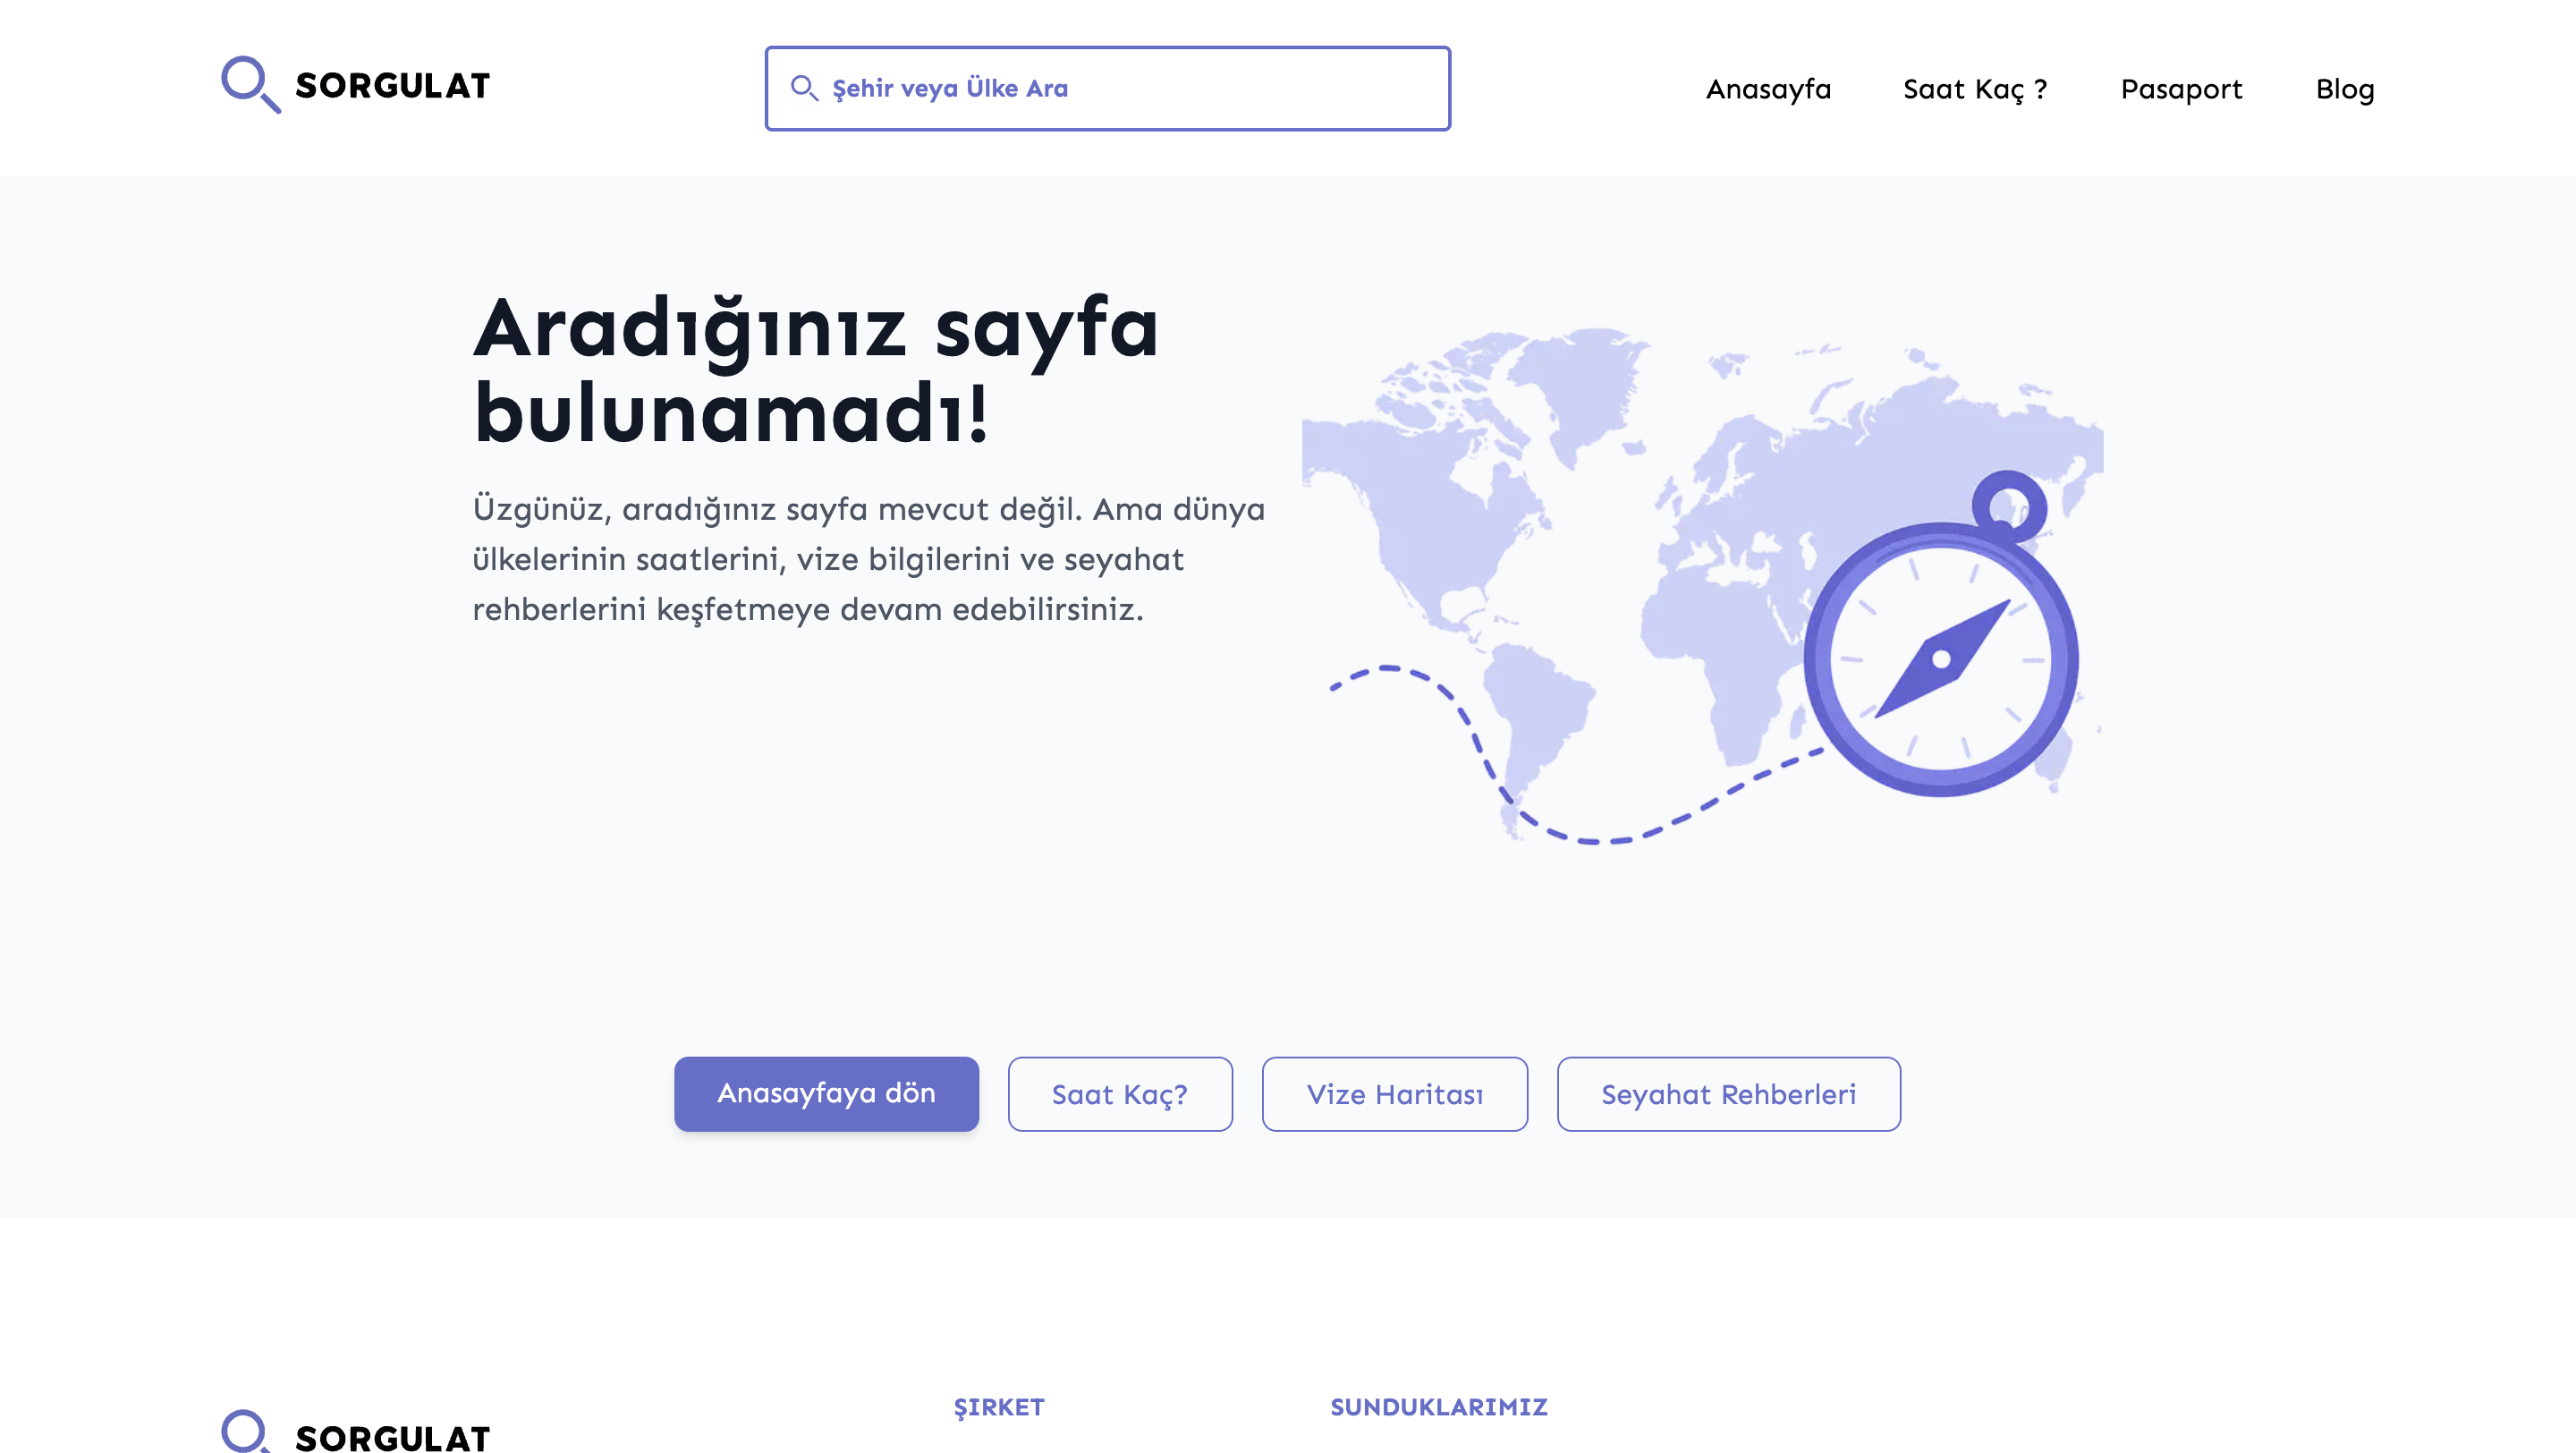 SORGULAT
Şehir veya Ülke Ara
Anasayfa
Saat Kaç ?
Pasaport
Blog
Aradığınız sayfa
bulunamadı!
Üzgünüz, aradığınız sayfa mevcut değil. Ama dünya
ülkelerinin saatlerini, vize bilgilerini ve seyahat
rehberlerini keşfetmeye devam edebilirsiniz.
Anasayfaya dön
Saat Kaç?
Vize Haritası
Seyahat Rehberleri
SORGULAT
ŞIRKET
SUNDUKLARIMIZ